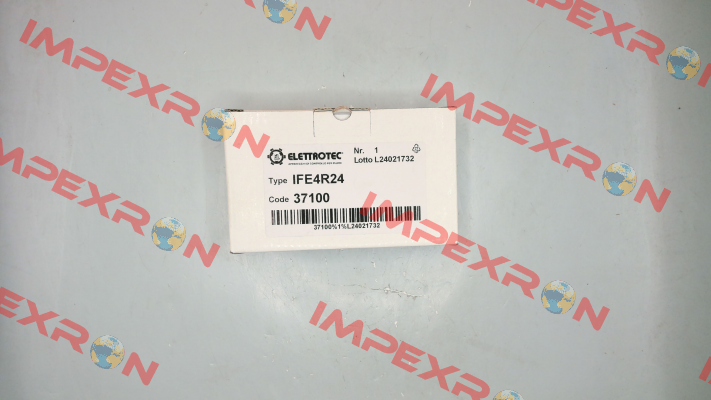 IMPEXRON
IMPEXRON
IMPEXRON
ELETTROTEC
Nr. 1
Lotto L24021732
Type IFE4R24
Code 37100
37100%1%L24021732
IMPEXRON
IMPEXRON
IMPEXRON
IMPEXRON
IMPEXRON
IMPEXRON